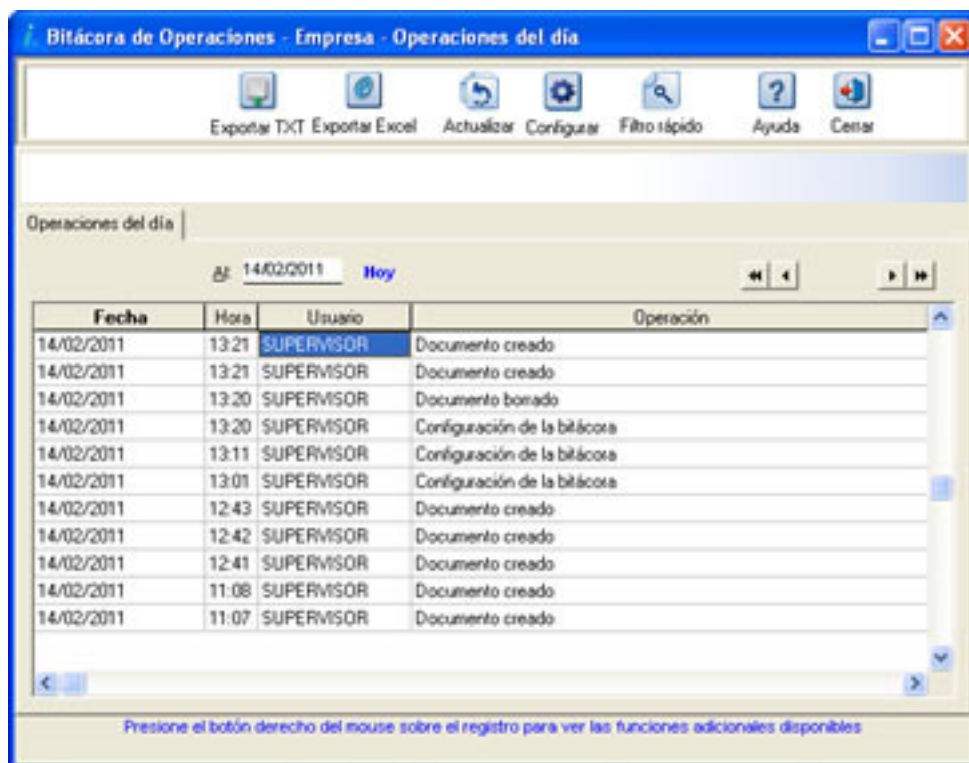 Bitácora de Operaciones - Empresa - Operaciones del día
Exportar TXT Exportar Excel Actualizar Configurar Filtro rápido Ayuda Cerrar
Operaciones del día
Al: 14/02/2011 Hoy
Fecha Hora Usuario Operación
14/02/2011 13:21 SUPERVISOR Documento creado
14/02/2011 13:21 SUPERVISOR Documento creado
14/02/2011 13:20 SUPERVISOR Documento borrado
14/02/2011 13:20 SUPERVISOR Configuración de la bitácora
14/02/2011 13:11 SUPERVISOR Configuración de la bitácora
14/02/2011 13:01 SUPERVISOR Configuración de la bitácora
14/02/2011 12:43 SUPERVISOR Documento creado
14/02/2011 12:42 SUPERVISOR Documento creado
14/02/2011 12:41 SUPERVISOR Documento creado
14/02/2011 11:08 SUPERVISOR Documento creado
14/02/2011 11:07 SUPERVISOR Documento creado
Presione el botón derecho del mouse sobre el registro para ver las funciones adicionales disponibles